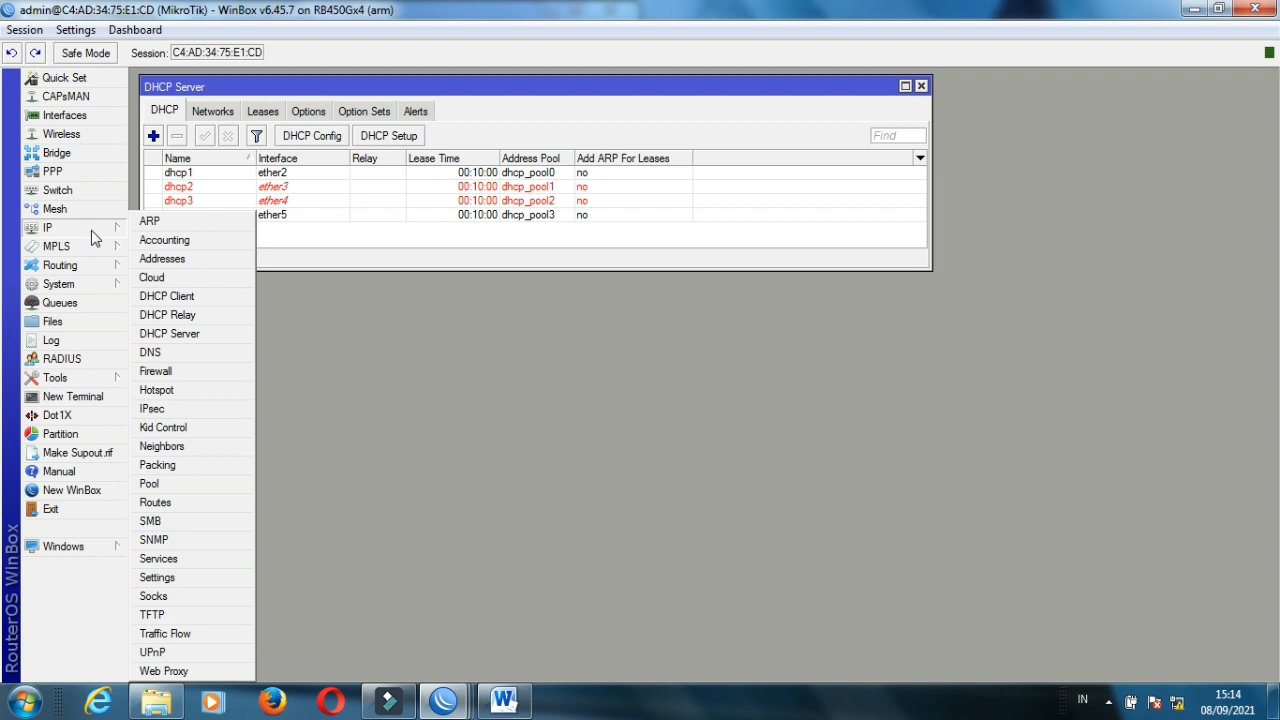 admin@C4:AD:34:75:E1:CD (MikroTik) - WinBox v6.45.7 on RB450Gx4 (arm)
Session Settings Dashboard
Safe Mode Session: C4:AD:34:75:E1:CD
Quick Set
CAPsMAN
Interfaces
Wireless
Bridge
PPP
Switch
Mesh
IP
MPLS
Routing
System
Queues
Files
Log
RADIUS
Tools
New Terminal
Dot1X
Partition
Make Supout.rif
Manual
New WinBox
Exit
Windows
RouterOS WinBox
DHCP Server
DHCP Networks Leases Options Option Sets Alerts
DHCP Config DHCP Setup Find
Name Interface Relay Lease Time Address Pool Add ARP For Leases
dhcp1 ether2 00:10:00 dhcp_pool0 no
dhcp2 ether3 00:10:00 dhcp_pool1 no
dhcp3 ether4 00:10:00 dhcp_pool2 no
ether5 00:10:00 dhcp_pool3 no
ARP
Accounting
Addresses
Cloud
DHCP Client
DHCP Relay
DHCP Server
DNS
Firewall
Hotspot
IPsec
Kid Control
Neighbors
Packing
Pool
Routes
SMB
SNMP
Services
Settings
Socks
TFTP
Traffic Flow
UPnP
Web Proxy
IN
15:14
08/09/2021